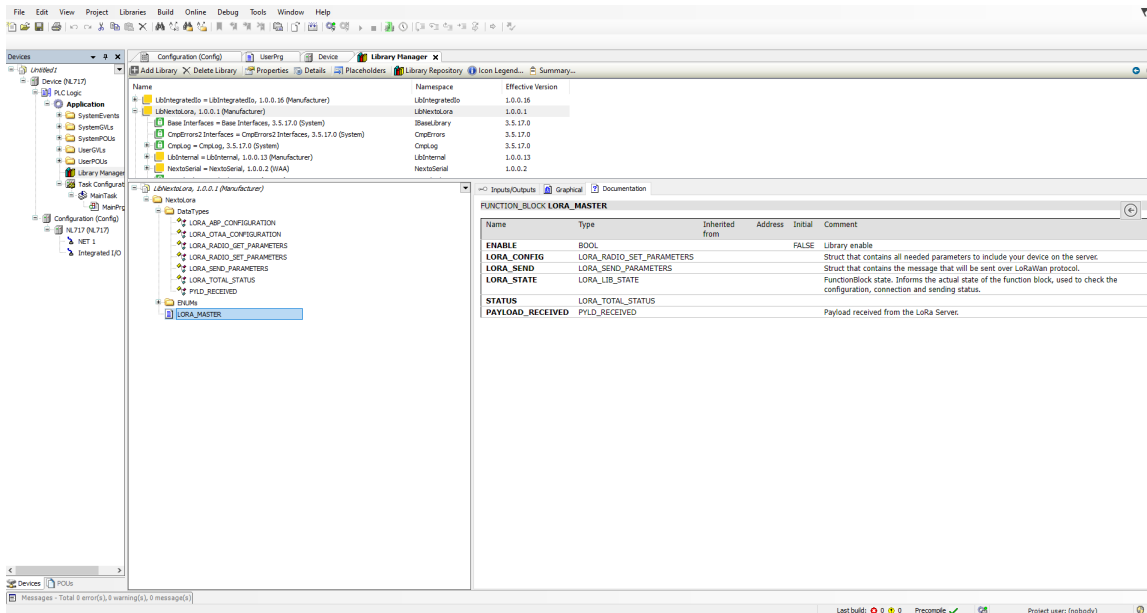 File Edit View Project Libraries Build Online Debug Tools Window Help
Devices
Untitled1
Device (NL717)
PLC Logic
Application
SystemEvents
SystemGVLs
SystemPOUs
UserGVLs
UserPOUs
Library Manager
Task Configurat
MainTask
MainPrg
Configuration (Config)
NL717 (NL717)
NET 1
Integrated I/O
Devices POUs
Configuration (Config) UserPrg Device Library Manager x
Add Library Delete Library Properties Details Placeholders Library Repository Icon Legend... Summary...
Name Namespace Effective Version
LibIntegratedIo = LibIntegratedIo, 1.0.0.16 (Manufacturer) LibIntegratedIo 1.0.0.16
LibNextoLora, 1.0.0.1 (Manufacturer) LibNextoLora 1.0.0.1
Base Interfaces = Base Interfaces, 3.5.17.0 (System) IBaseLibrary 3.5.17.0
CmpErrors2 Interfaces = CmpErrors2 Interfaces, 3.5.17.0 (System) CmpErrors 3.5.17.0
CmpLog = CmpLog, 3.5.17.0 (System) CmpLog 3.5.17.0
LibInternal = LibInternal, 1.0.0.13 (Manufacturer) LibInternal 1.0.0.13
NextoSerial = NextoSerial, 1.0.0.2 (WAA) NextoSerial 1.0.0.2
LibNextoLora, 1.0.0.1 (Manufacturer)
NextoLora
DataTypes
LORA_ABP_CONFIGURATION
LORA_OTAA_CONFIGURATION
LORA_RADIO_GET_PARAMETERS
LORA_RADIO_SET_PARAMETERS
LORA_SEND_PARAMETERS
LORA_TOTAL_STATUS
PYLD_RECEIVED
ENUMs
LORA_MASTER
Inputs/Outputs Graphical Documentation
FUNCTION_BLOCK LORA_MASTER
Name Type Inherited from Address Initial Comment
ENABLE BOOL FALSE Library enable
LORA_CONFIG LORA_RADIO_SET_PARAMETERS Struct that contains all needed parameters to include your device on the server.
LORA_SEND LORA_SEND_PARAMETERS Struct that contains the message that will be sent over LoRaWan protocol.
LORA_STATE LORA_LIB_STATE FunctionBlock state. Informs the actual state of the function block, used to check the
configuration, connection and sending status.
STATUS LORA_TOTAL_STATUS
PAYLOAD_RECEIVED PYLD_RECEIVED Payload received from the LoRa Server.
Messages - Total 0 error(s), 0 warning(s), 0 message(s)
Last build: 0 0 Precompile Project user: (nobody)